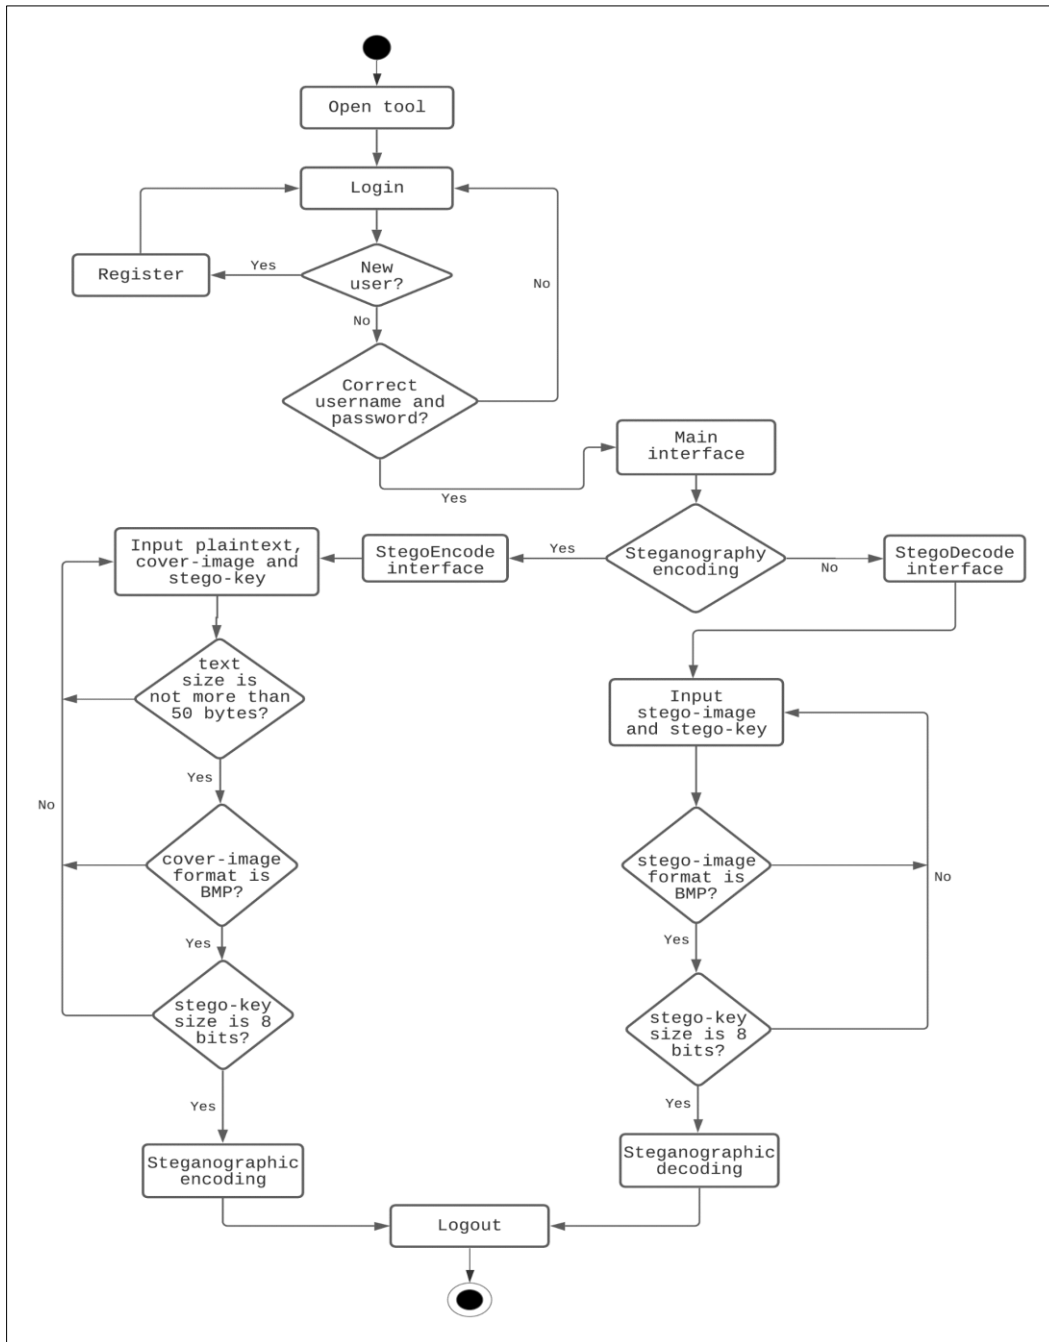 Open tool
Login
Register
Yes
New
user?
No
No
Correct
username and
password?
Yes
Main
interface
Input plaintext,
cover-image and
stego-key
StegoEncode
interface
Yes
Steganography
encoding
No
StegoDecode
interface
text
size is
not more than
50 bytes?
Input
stego-image
and stego-key
Yes
No
cover-image
format is
BMP?
stego-image
format is
BMP?
No
Yes
Yes
stego-key
size is 8
bits?
stego-key
size is 8
bits?
Yes
Yes
Steganographic
encoding
Steganographic
decoding
Logout